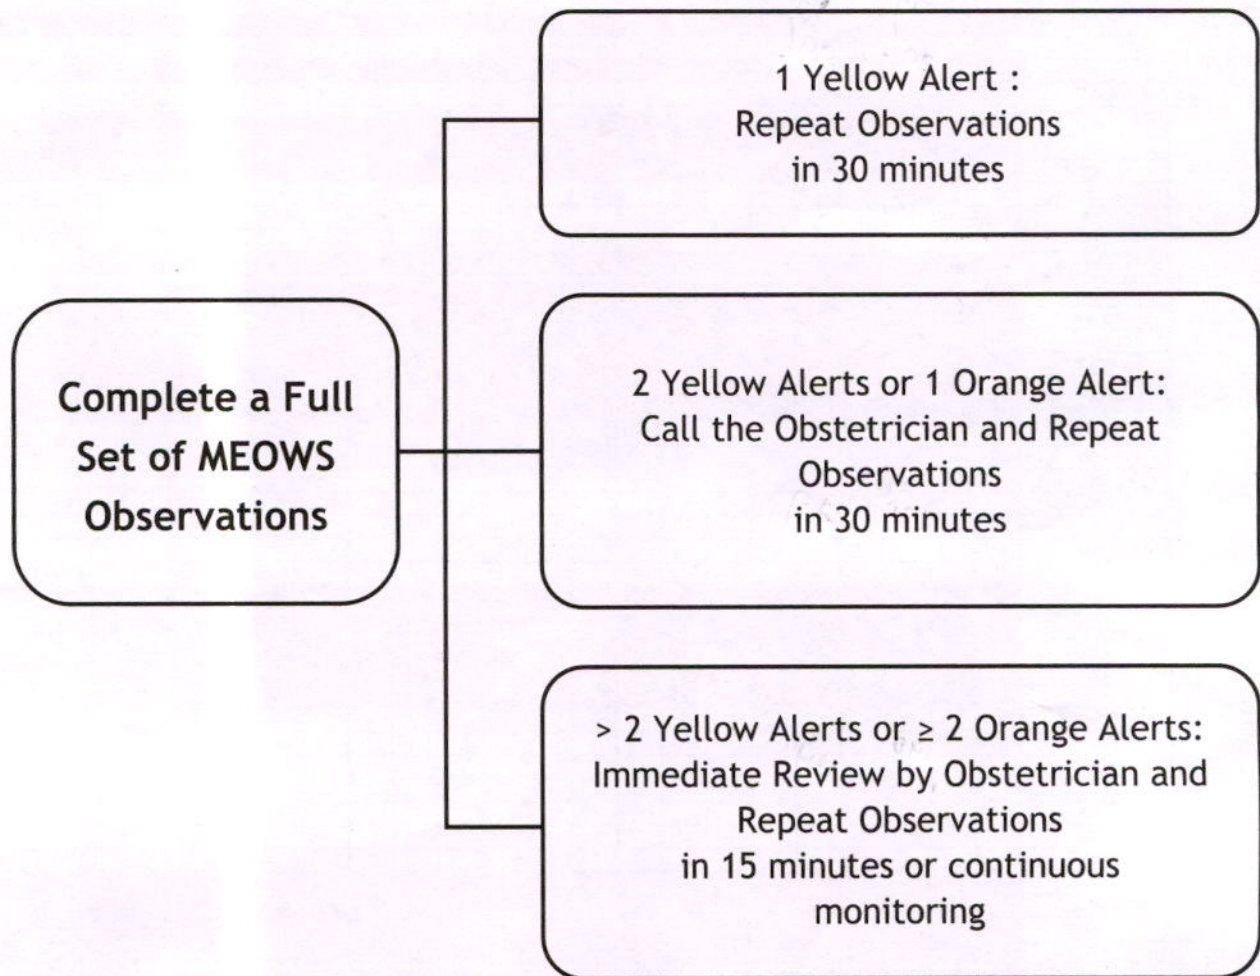 Complete a Full
Set of MEOWS
Observations
1 Yellow Alert :
Repeat Observations
in 30 minutes
2 Yellow Alerts or 1 Orange Alert:
Call the Obstetrician and Repeat
Observations
in 30 minutes
> 2 Yellow Alerts or ≥ 2 Orange Alerts:
Immediate Review by Obstetrician and
Repeat Observations
in 15 minutes or continuous
monitoring